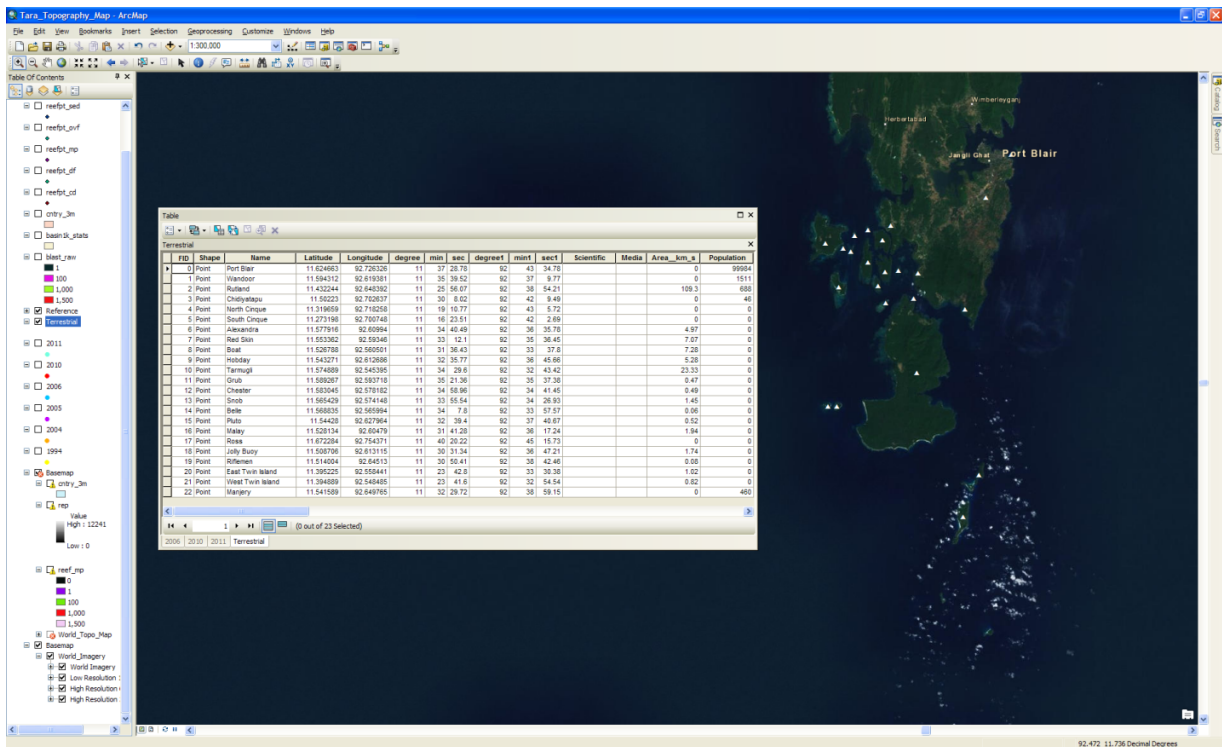 Tara_Topography_Map - ArcMap
File Edit View Bookmarks Insert Selection Geoprocessing Customize Windows Help
1:300,000
Table Of Contents
reefpt_sed
reefpt_pvf
reefpt_mp
reefpt_df
reefpt_cd
cntry_3m
basin1k_stats
blast_raw
1
100
1,000
1,500
Reference
Terrestrial
2011
2010
2006
2005
2004
1994
Basemap
cntry_3m
rep
Value
High : 12241
Low : 0
reef_mp
0
1
100
1,000
1,500
World_Topo_Map
Basemap
World_Imagery
World Imagery
Low Resolution
High Resolution
High Resolution
Table
Terrestrial
FID Shape Name Latitude Longitude degree min sec degree1 min1 sec1 Scientific Media Area__km_s Population
0 Point Port Blair 11.624663 92.726326 11 37 28.78 92 43 34.78 0 99984
1 Point Wandoor 11.594312 92.619381 11 35 39.52 92 37 9.77 0 1511
2 Point Rutland 11.432244 92.648392 11 25 56.07 92 38 54.21 109.3 688
3 Point Chidiyatapu 11.50223 92.702637 11 30 8.02 92 42 9.49 0 46
4 Point North Cinque 11.319659 92.718258 11 19 10.77 92 43 5.72 0 0
5 Point South Cinque 11.273198 92.700748 11 16 23.51 92 42 2.69 0 0
6 Point Alexandra 11.577916 92.60994 11 34 40.49 92 36 35.78 4.97 0
7 Point Red Skin 11.553362 92.59346 11 33 12.1 92 35 36.45 7.07 0
8 Point Boat 11.526788 92.560501 11 31 36.43 92 33 37.8 7.28 0
9 Point Hobday 11.543271 92.612686 11 32 35.77 92 36 45.66 5.28 0
10 Point Tarmugli 11.574889 92.545395 11 34 29.6 92 32 43.42 23.33 0
11 Point Grub 11.589267 92.593718 11 35 21.36 92 35 37.38 0.47 0
12 Point Chester 11.583045 92.578182 11 34 58.96 92 34 41.45 0.49 0
13 Point Snob 11.565429 92.574148 11 33 55.54 92 34 26.93 1.45 0
14 Point Belle 11.568835 92.565994 11 34 7.8 92 33 57.57 0.06 0
15 Point Pluto 11.54428 92.627964 11 32 39.4 92 37 40.67 0.52 0
16 Point Malay 11.528134 92.60479 11 31 41.28 92 36 17.24 1.94 0
17 Point Ross 11.672284 92.754371 11 40 20.22 92 45 15.73 0 0
18 Point Jolly Buoy 11.508706 92.613115 11 30 31.34 92 36 47.21 1.74 0
19 Point Riflemen 11.514004 92.64513 11 30 50.41 92 38 42.46 0.08 0
20 Point East Twin Island 11.395225 92.558441 11 23 42.8 92 33 30.38 1.02 0
21 Point West Twin Island 11.394889 92.548485 11 23 41.6 92 32 54.54 0.82 0
22 Point Manjery 11.541589 92.649765 11 32 29.72 92 38 59.15 0 460
1 (0 out of 23 Selected)
2006 2010 2011 Terrestrial
Wimberleyganj
Herbertabad
Jangli Ghat Port Blair
Catalog
Search
92.472 11.736 Decimal Degrees